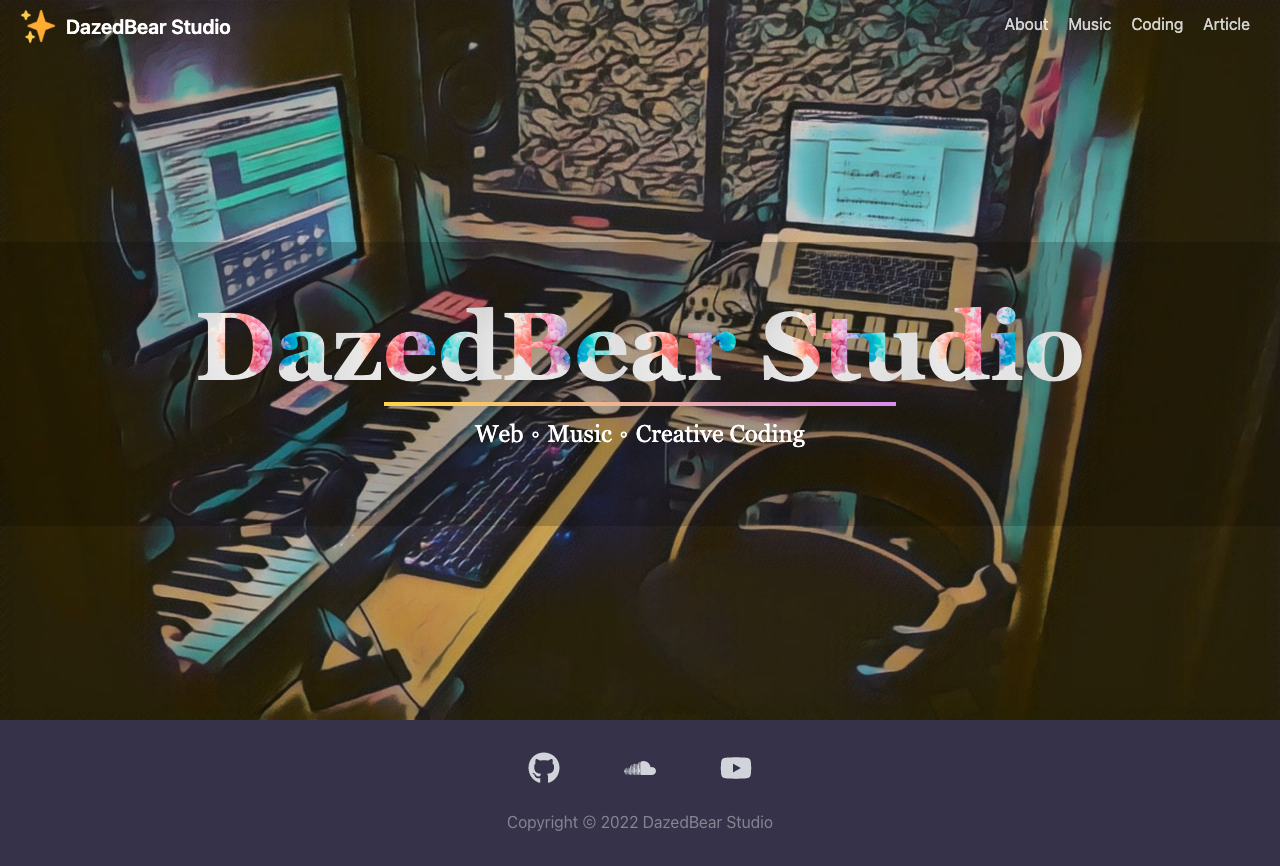 DazedBear Studio
About Music Coding Article
DazedBear Studio
Web ∘ Music ∘ Creative Coding
Copyright © 2022 DazedBear Studio